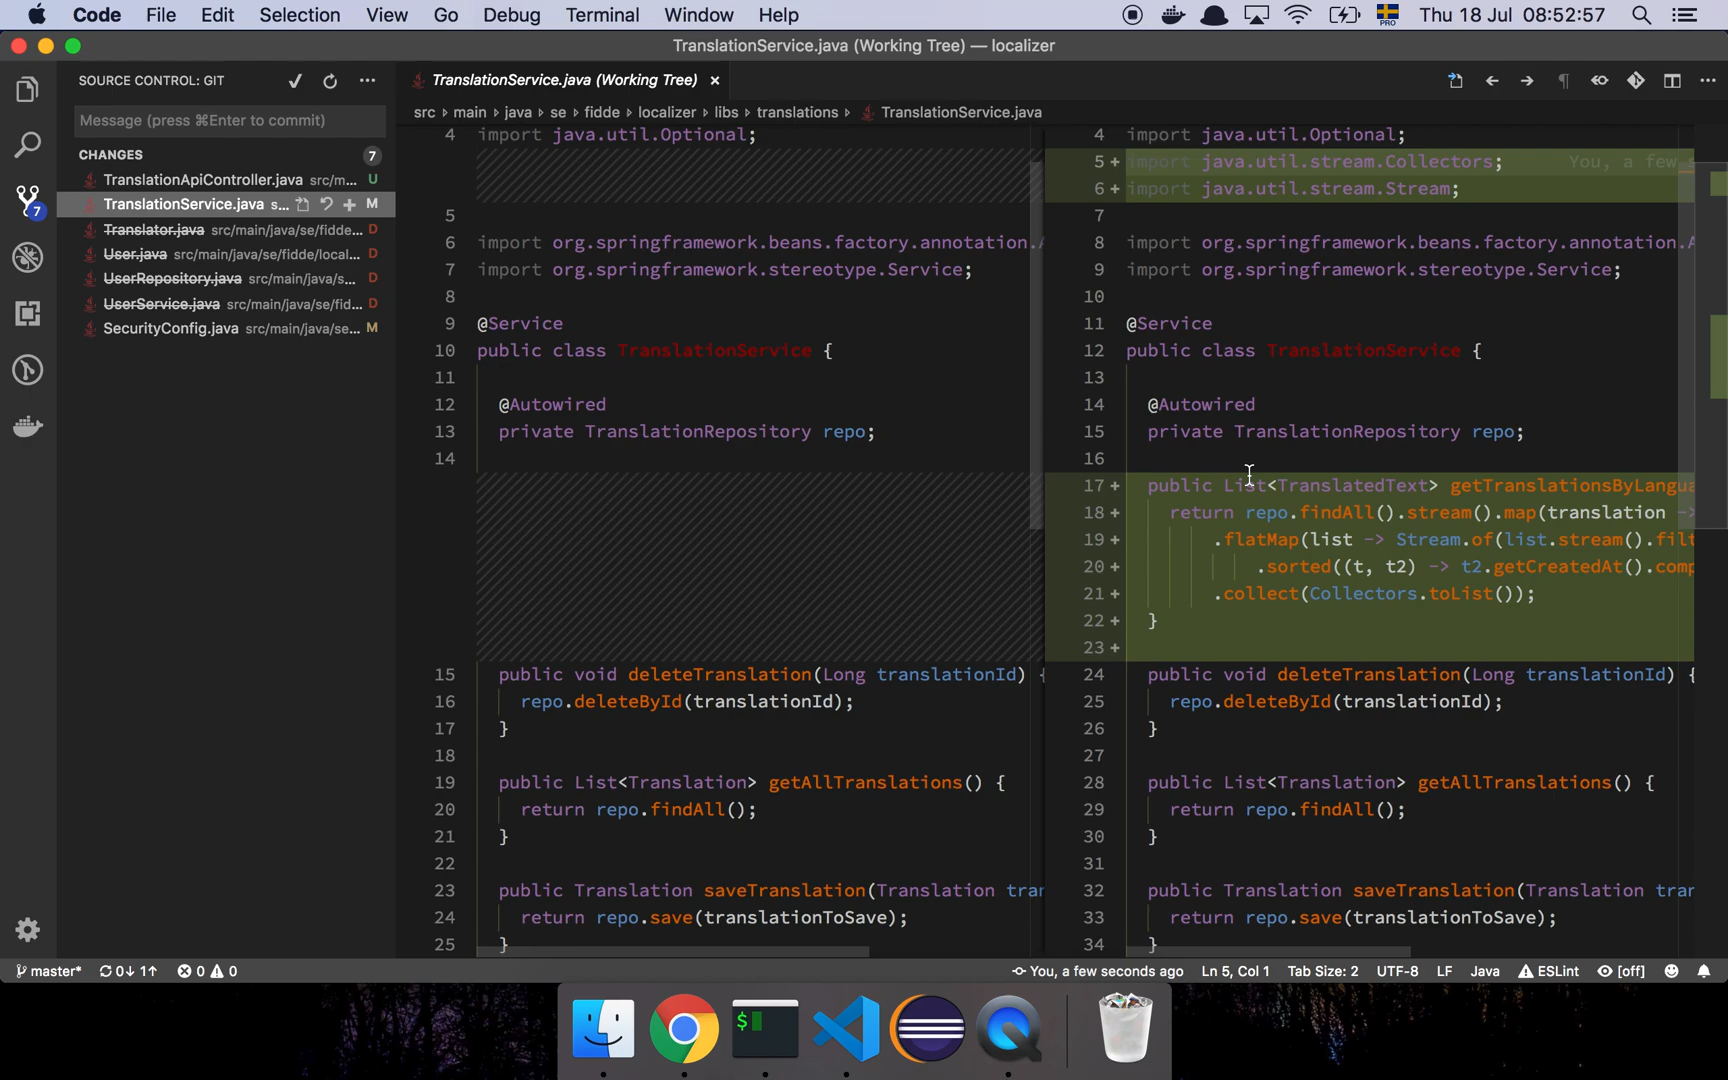 Code File Edit Selection View Go Debug Terminal Window Help PRO Thu 18 Jul 08:52:57
TranslationService.java (Working Tree) — localizer
SOURCE CONTROL: GIT
Message (press ⌘Enter to commit)
CHANGES 7
TranslationApiController.java src/m... U
TranslationService.java s... M
Translator.java src/main/java/se/fidde... D
User.java src/main/java/se/fidde/local... D
UserRepository.java src/main/java/s... D
UserService.java src/main/java/se/fid... D
SecurityConfig.java src/main/java/se... M
7
TranslationService.java (Working Tree) ×
src › main › java › se › fidde › localizer › libs › translations › TranslationService.java
4 import java.util.Optional;
5
6 import org.springframework.beans.factory.annotation.
7 import org.springframework.stereotype.Service;
8
9 @Service
10 public class TranslationService {
11
12 @Autowired
13 private TranslationRepository repo;
14
15 public void deleteTranslation(Long translationId) {
16 repo.deleteById(translationId);
17 }
18
19 public List<Translation> getAllTranslations() {
20 return repo.findAll();
21 }
22
23 public Translation saveTranslation(Translation tran
24 return repo.save(translationToSave);
25 }
4 import java.util.Optional;
5 + import java.util.stream.Collectors; You, a few s
6 + import java.util.stream.Stream;
7
8 import org.springframework.beans.factory.annotation.
9 import org.springframework.stereotype.Service;
10
11 @Service
12 public class TranslationService {
13
14 @Autowired
15 private TranslationRepository repo;
16
17 + public List<TranslatedText> getTranslationsByLangua
18 + return repo.findAll().stream().map(translation ->
19 + .flatMap(list -> Stream.of(list.stream().filt
20 + .sorted((t, t2) -> t2.getCreatedAt().comp
21 + .collect(Collectors.toList());
22 + }
23 +
24 public void deleteTranslation(Long translationId) {
25 repo.deleteById(translationId);
26 }
27
28 public List<Translation> getAllTranslations() {
29 return repo.findAll();
30 }
31
32 public Translation saveTranslation(Translation tran
33 return repo.save(translationToSave);
34 }
master* 0↓ 1↑ 0 0 You, a few seconds ago Ln 5, Col 1 Tab Size: 2 UTF-8 LF Java ESLint [off]
$